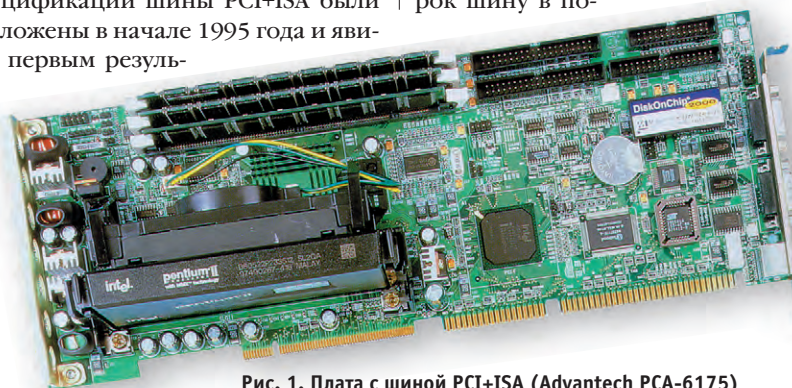 цификации шины PCI+ISA были
ложены в начале 1995 года и яви-
первым резуль-
рок шину в по-
DiskOnChip
2000
intel
intel.
pentium II
Рис. 1. Плата с шиной PCI+ISA (Advantech PCA-6175)